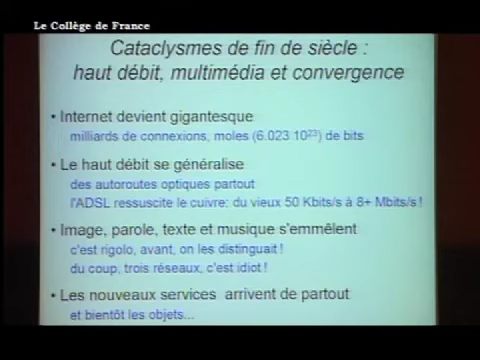 Le Collège de France
Cataclysmes de fin de siècle :
haut débit, multimédia et convergence
• Internet devient gigantesque
milliards de connexions, moles (6.023 10²³) de bits
• Le haut débit se généralise
des autoroutes optiques partout
l'ADSL ressuscite le cuivre: du vieux 50 Kbits/s à 8+ Mbits/s !
• Image, parole, texte et musique s'emmêlent
c'est rigolo, avant, on les distinguait !
du coup, trois réseaux, c'est idiot !
• Les nouveaux services arrivent de partout
et bientôt les objets...